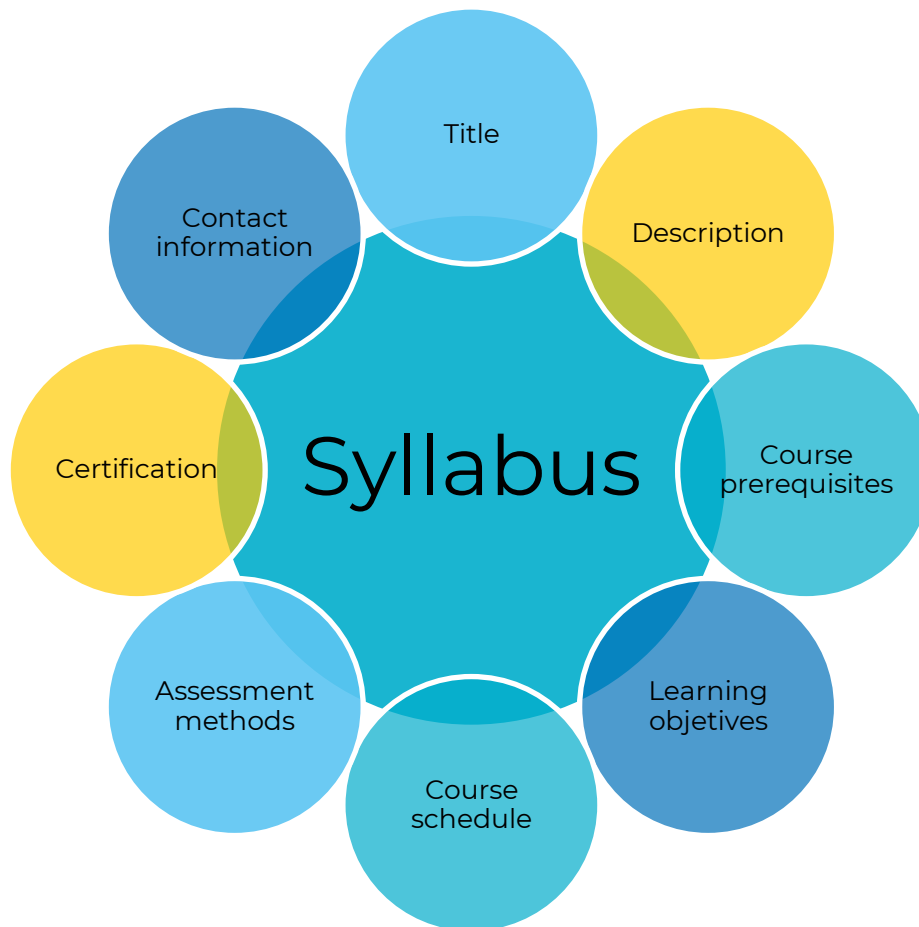 Title
Description
Course
prerequisites
Learning
objetives
Course
schedule
Assessment
methods
Certification
Contact
information
Syllabus